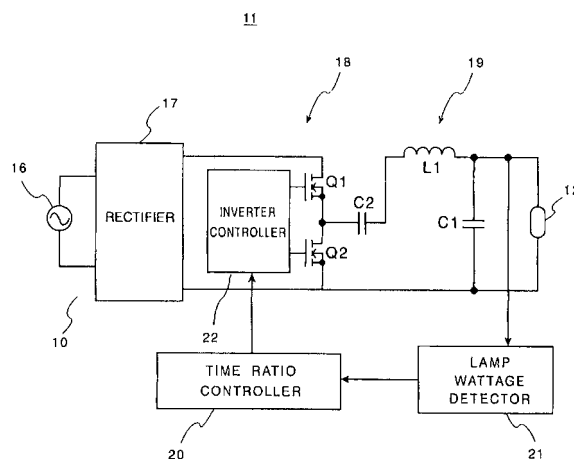 11
18
19
17
16
RECTIFIER
INVERTER
CONTROLLER
Q1
Q2
C2
L1
C1
12
10
22
TIME RATIO
CONTROLLER
LAMP
WATTAGE
DETECTOR
20
21